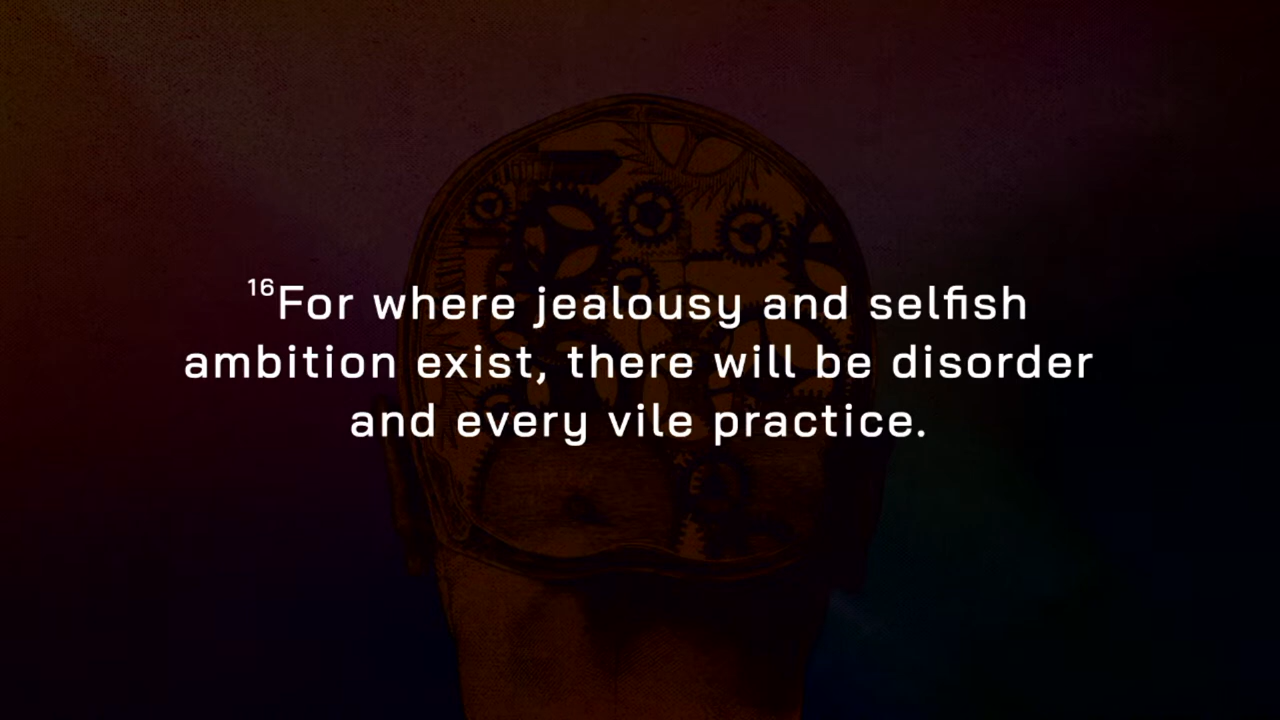 16For where jealousy and selfish
ambition exist, there will be disorder
and every vile practice.